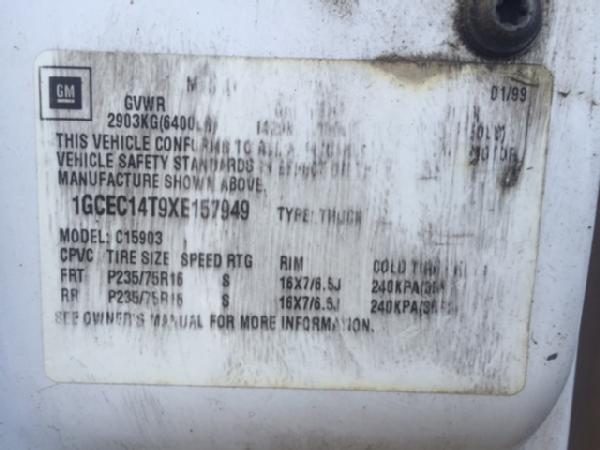 GM
01/99
GVWR
2903KG(6400LB)
THIS VEHICLE CONFORMS TO ALL
VEHICLE SAFETY STANDARDS IN EFFECT
MANUFACTURE SHOWN ABOVE.
1GCEC14T9XE157949 TYPE: TRUCK
MODEL: C15903
CPVC TIRE SIZE SPEED RTG RIM COLD TIRE
FRT P235/75R16 S 16X7/6.5J
RR P235/75R16 S 16X7/6.5J
SEE OWNER'S MANUAL FOR MORE INFORMATION.